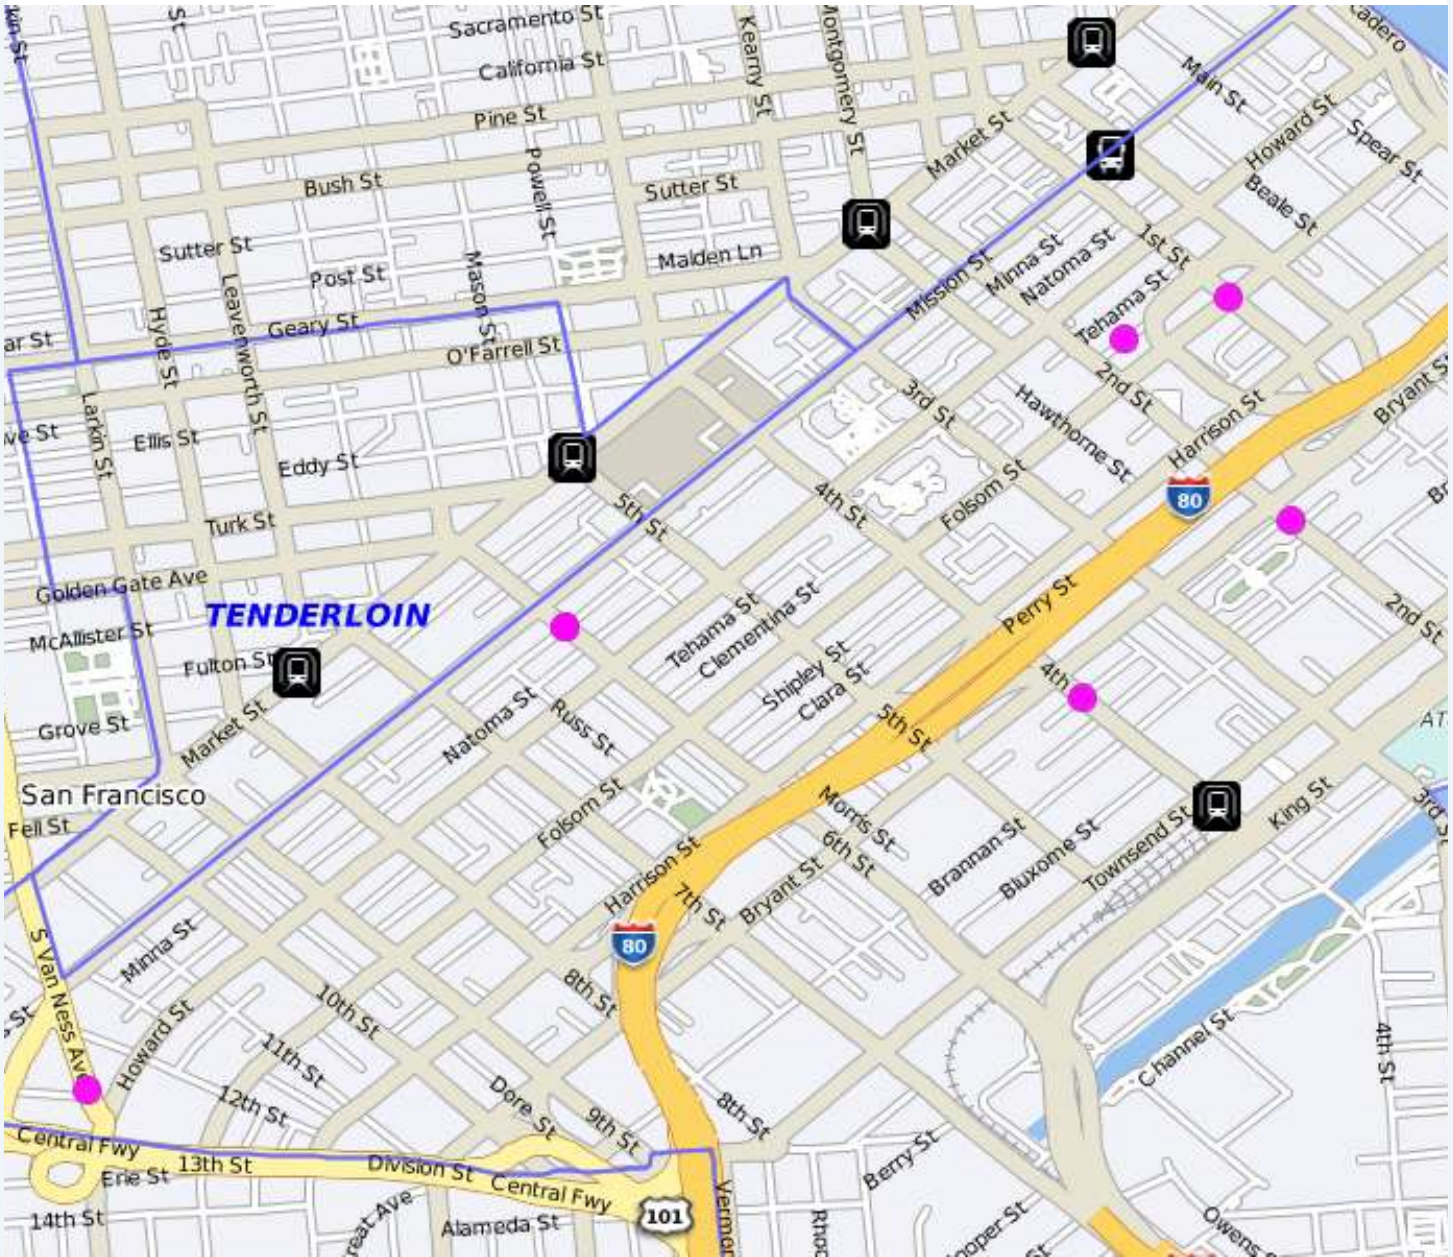 Sacramento St
California St
Kearny St
Montgomery St
Main St
Pine St
Market St
Howard St
Spear St
Bush St
Powell St
Sutter St
Beale St
Sutter St
Post St
Mason St
Maiden Ln
Mission St
Minna St
Natoma St
1st St
Leavenworth St
Hyde St
Geary St
O'Farrell St
Tehama St
2nd St
Larkin St
Ellis St
Eddy St
3rd St
Hawthorne St
Harrison St
Bryant St
80
Turk St
5th St
4th St
Folsom St
Golden Gate Ave
TENDERLOIN
McAllister St
Fulton St
Grove St
Market St
Tehama St
Clementina St
Perry St
2nd St
Shipley St
Clara St
4th
Natoma St
Russ St
5th St
San Francisco
Fell St
Folsom St
Morris St
6th St
Brannan St
Bluxome St
Townsend St
King St
3rd S
Harrison St
7th St
Bryant St
80
S Van Ness Ave
Minna St
Howard St
10th St
8th St
11th St
12th St
Dore St
9th St
8th St
Channel St
4th St
Central Fwy
13th St
Erie St
Division St
Central Fwy
14th St
Alameda St
101
Berry St
Owens